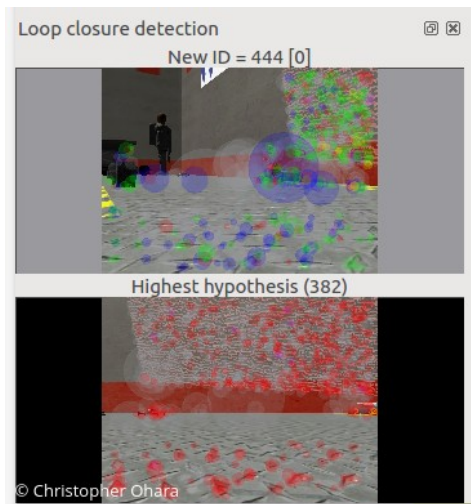 Loop closure detection
New ID = 444 [0]
Highest hypothesis (382)
© Christopher Ohara